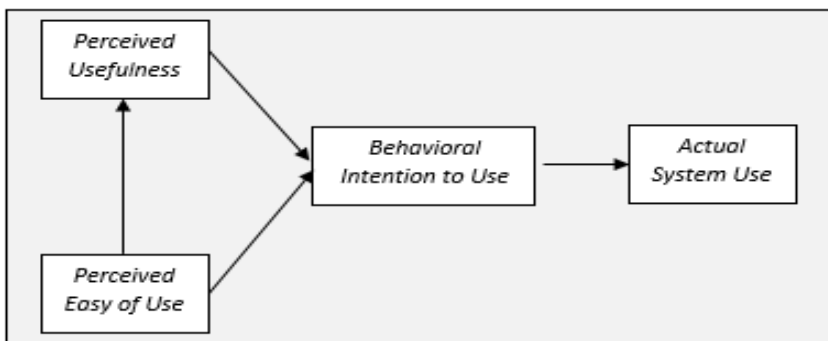 Perceived
Usefulness
Behavioral
Intention to Use
Actual
System Use
Perceived
Easy of Use